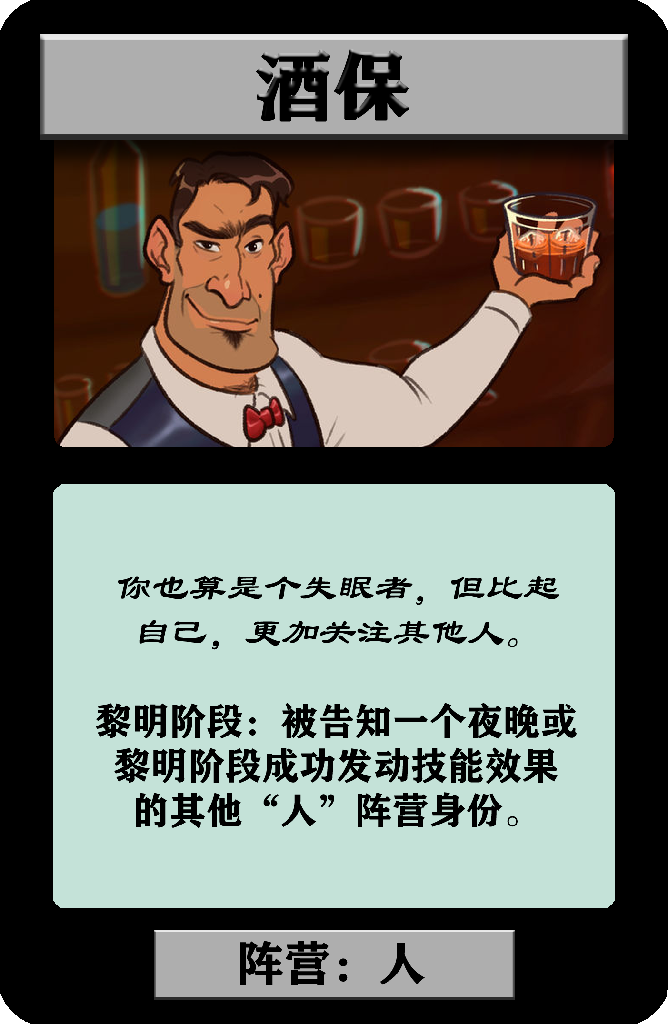 酒保
你也算是个失眠者，但比起
自己，更加关注其他人。
黎明阶段：被告知一个夜晚或
黎明阶段成功发动技能效果
的其他“人”阵营身份。
阵营：人